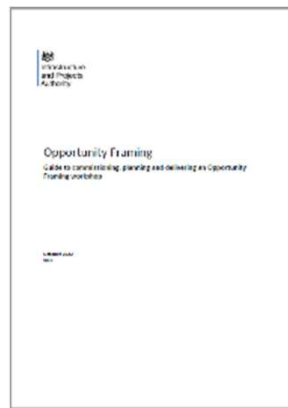 Infrastructure
and Projects
Authority
Opportunity Framing
Guide to commissioning, planning and delivering an Opportunity
Framing workshop